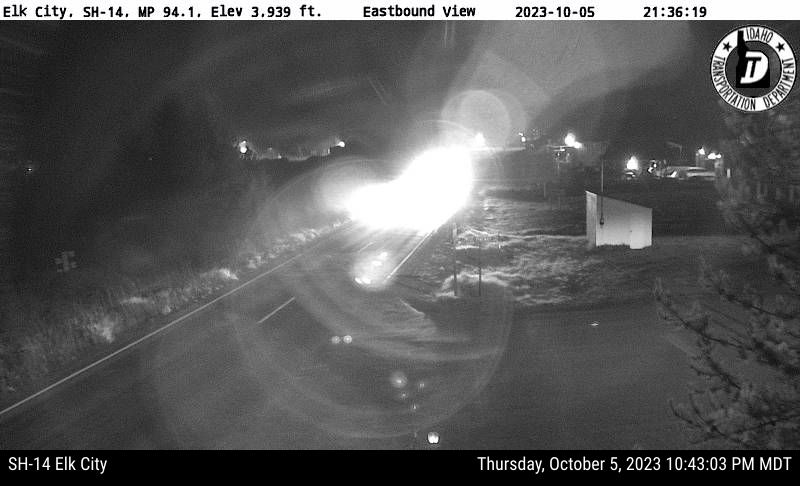 Elk City, SH-14, MP 94.1, Elev 3,939 ft. Eastbound View 2023-10-05 21:36:19
IDAHO
TRANSPORTATION DEPARTMENT
SH-14 Elk City Thursday, October 5, 2023 10:43:03 PM MDT